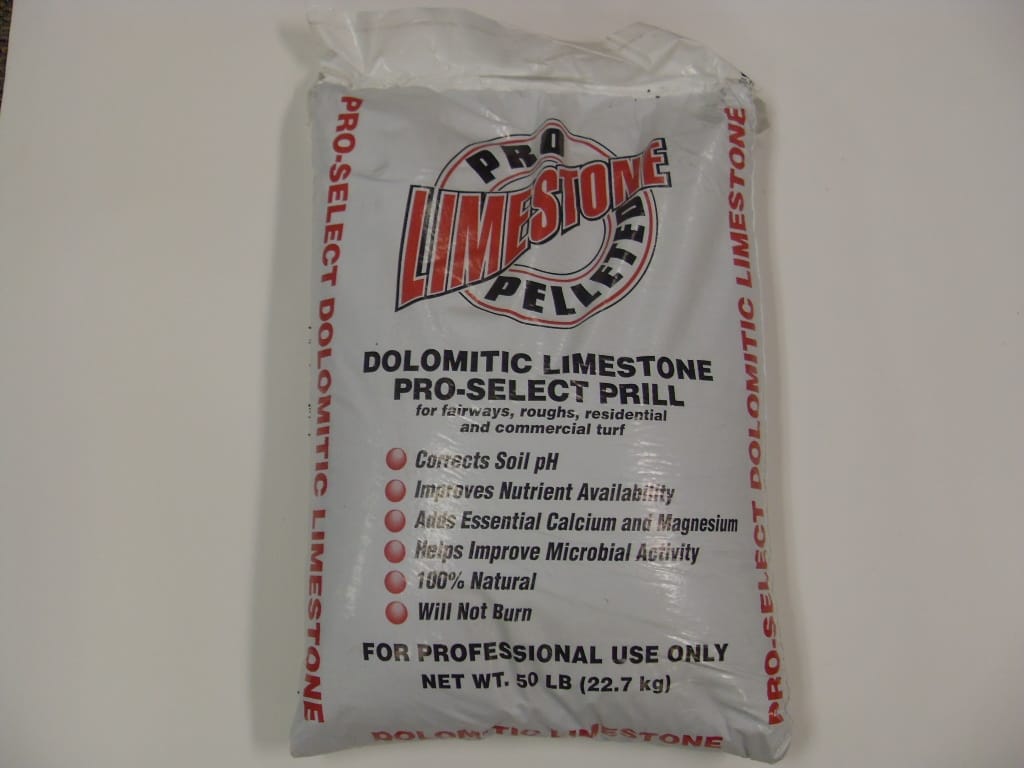 PRO
LIMESTONE
PELLETED
DOLOMITIC LIMESTONE
PRO-SELECT PRILL
for fairways, roughs, residential
and commercial turf
Corrects Soil pH
Improves Nutrient Availability
Adds Essential Calcium and Magnesium
Helps Improve Microbial Activity
100% Natural
Will Not Burn
FOR PROFESSIONAL USE ONLY
NET WT. 50 LB (22.7 kg)
DOLOMITIC LIMESTONE
PRO-SELECT DOLOMITIC LIMESTONE
PRO-SELECT DOLOMITIC LIMESTONE